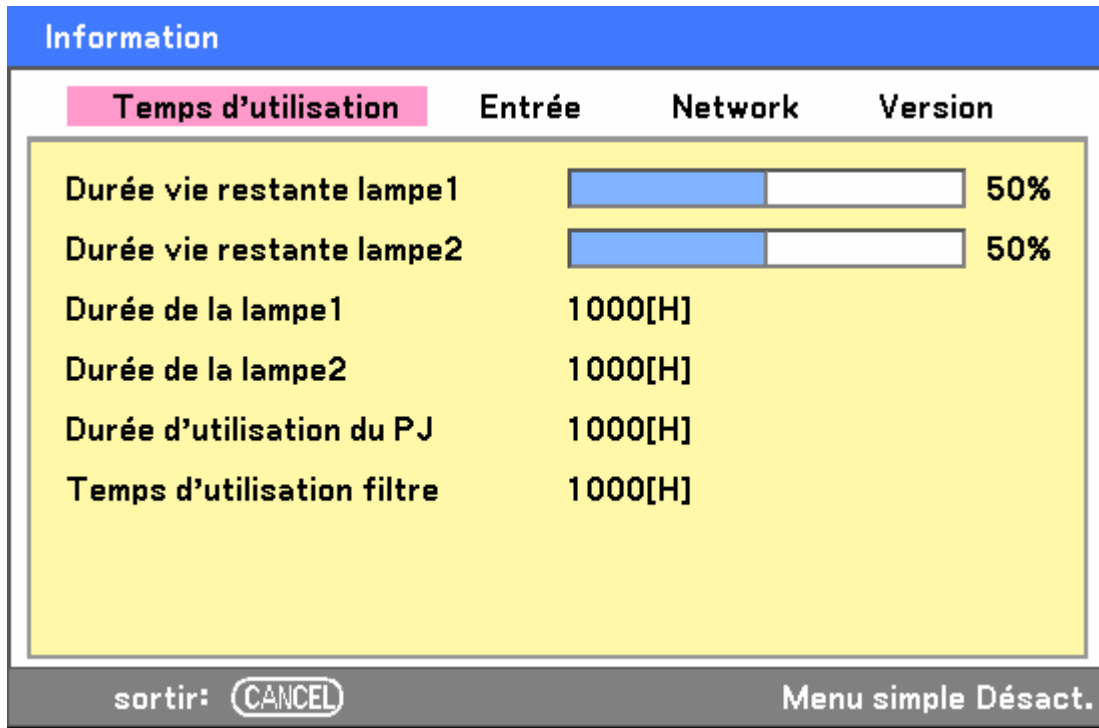 Information
Temps d'utilisation Entrée Network Version
Durée vie restante lampe1 50%
Durée vie restante lampe2 50%
Durée de la lampe1 1000[H]
Durée de la lampe2 1000[H]
Durée d'utilisation du PJ 1000[H]
Temps d'utilisation filtre 1000[H]
sortir: CANCEL Menu simple Désact.